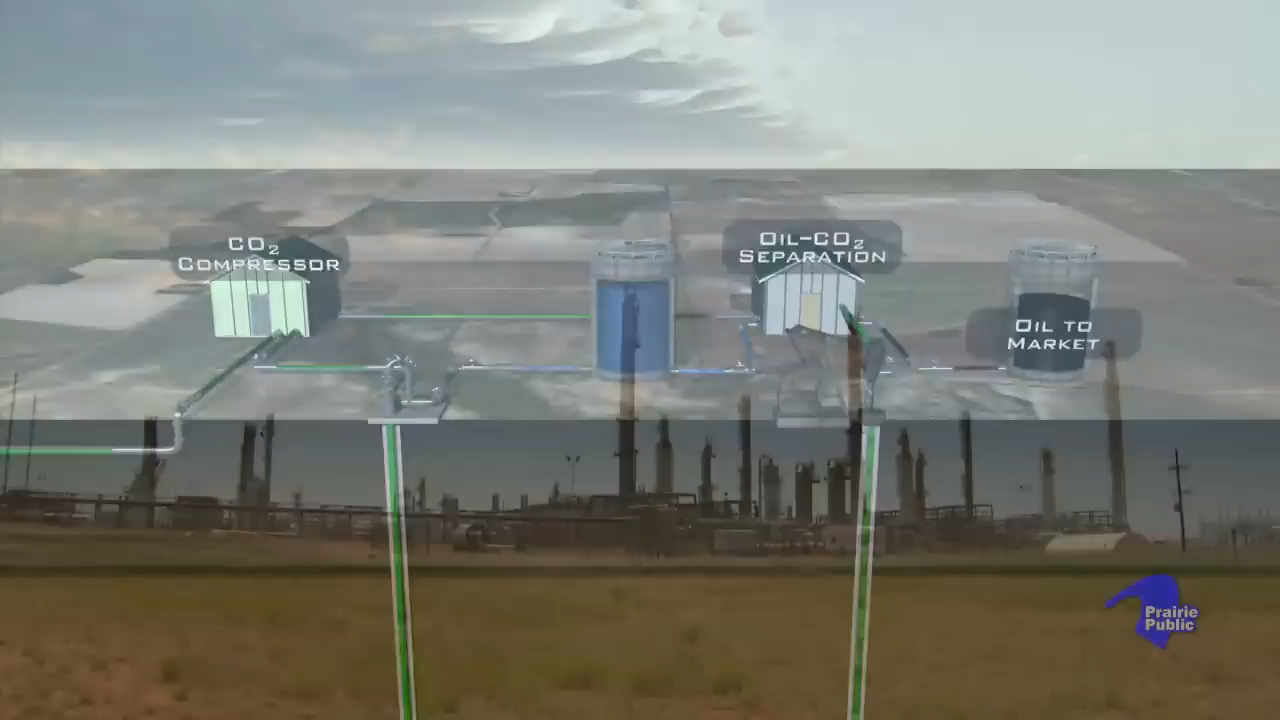 CO₂
Compressor
Oil-CO₂
Separation
Oil to
Market
Prairie
Public